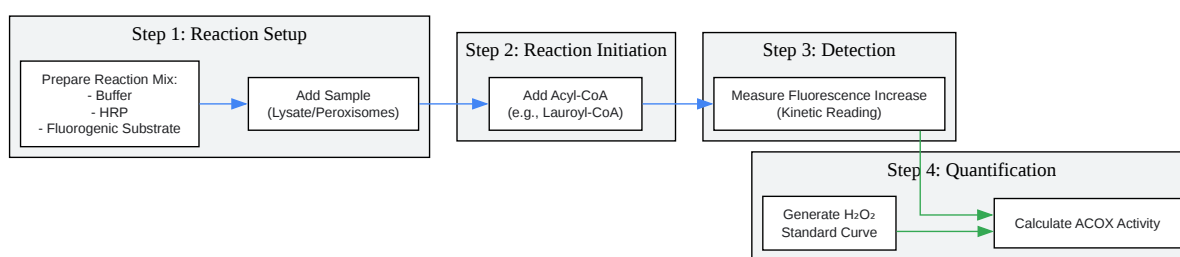 Step 1: Reaction Setup
Prepare Reaction Mix:
- Buffer
- HRP
- Fluorogenic Substrate
Add Sample
(Lysate/Peroxisomes)
Step 2: Reaction Initiation
Add Acyl-CoA
(e.g., Lauroyl-CoA)
Step 3: Detection
Measure Fluorescence Increase
(Kinetic Reading)
Step 4: Quantification
Generate H₂O₂
Standard Curve
Calculate ACOX Activity